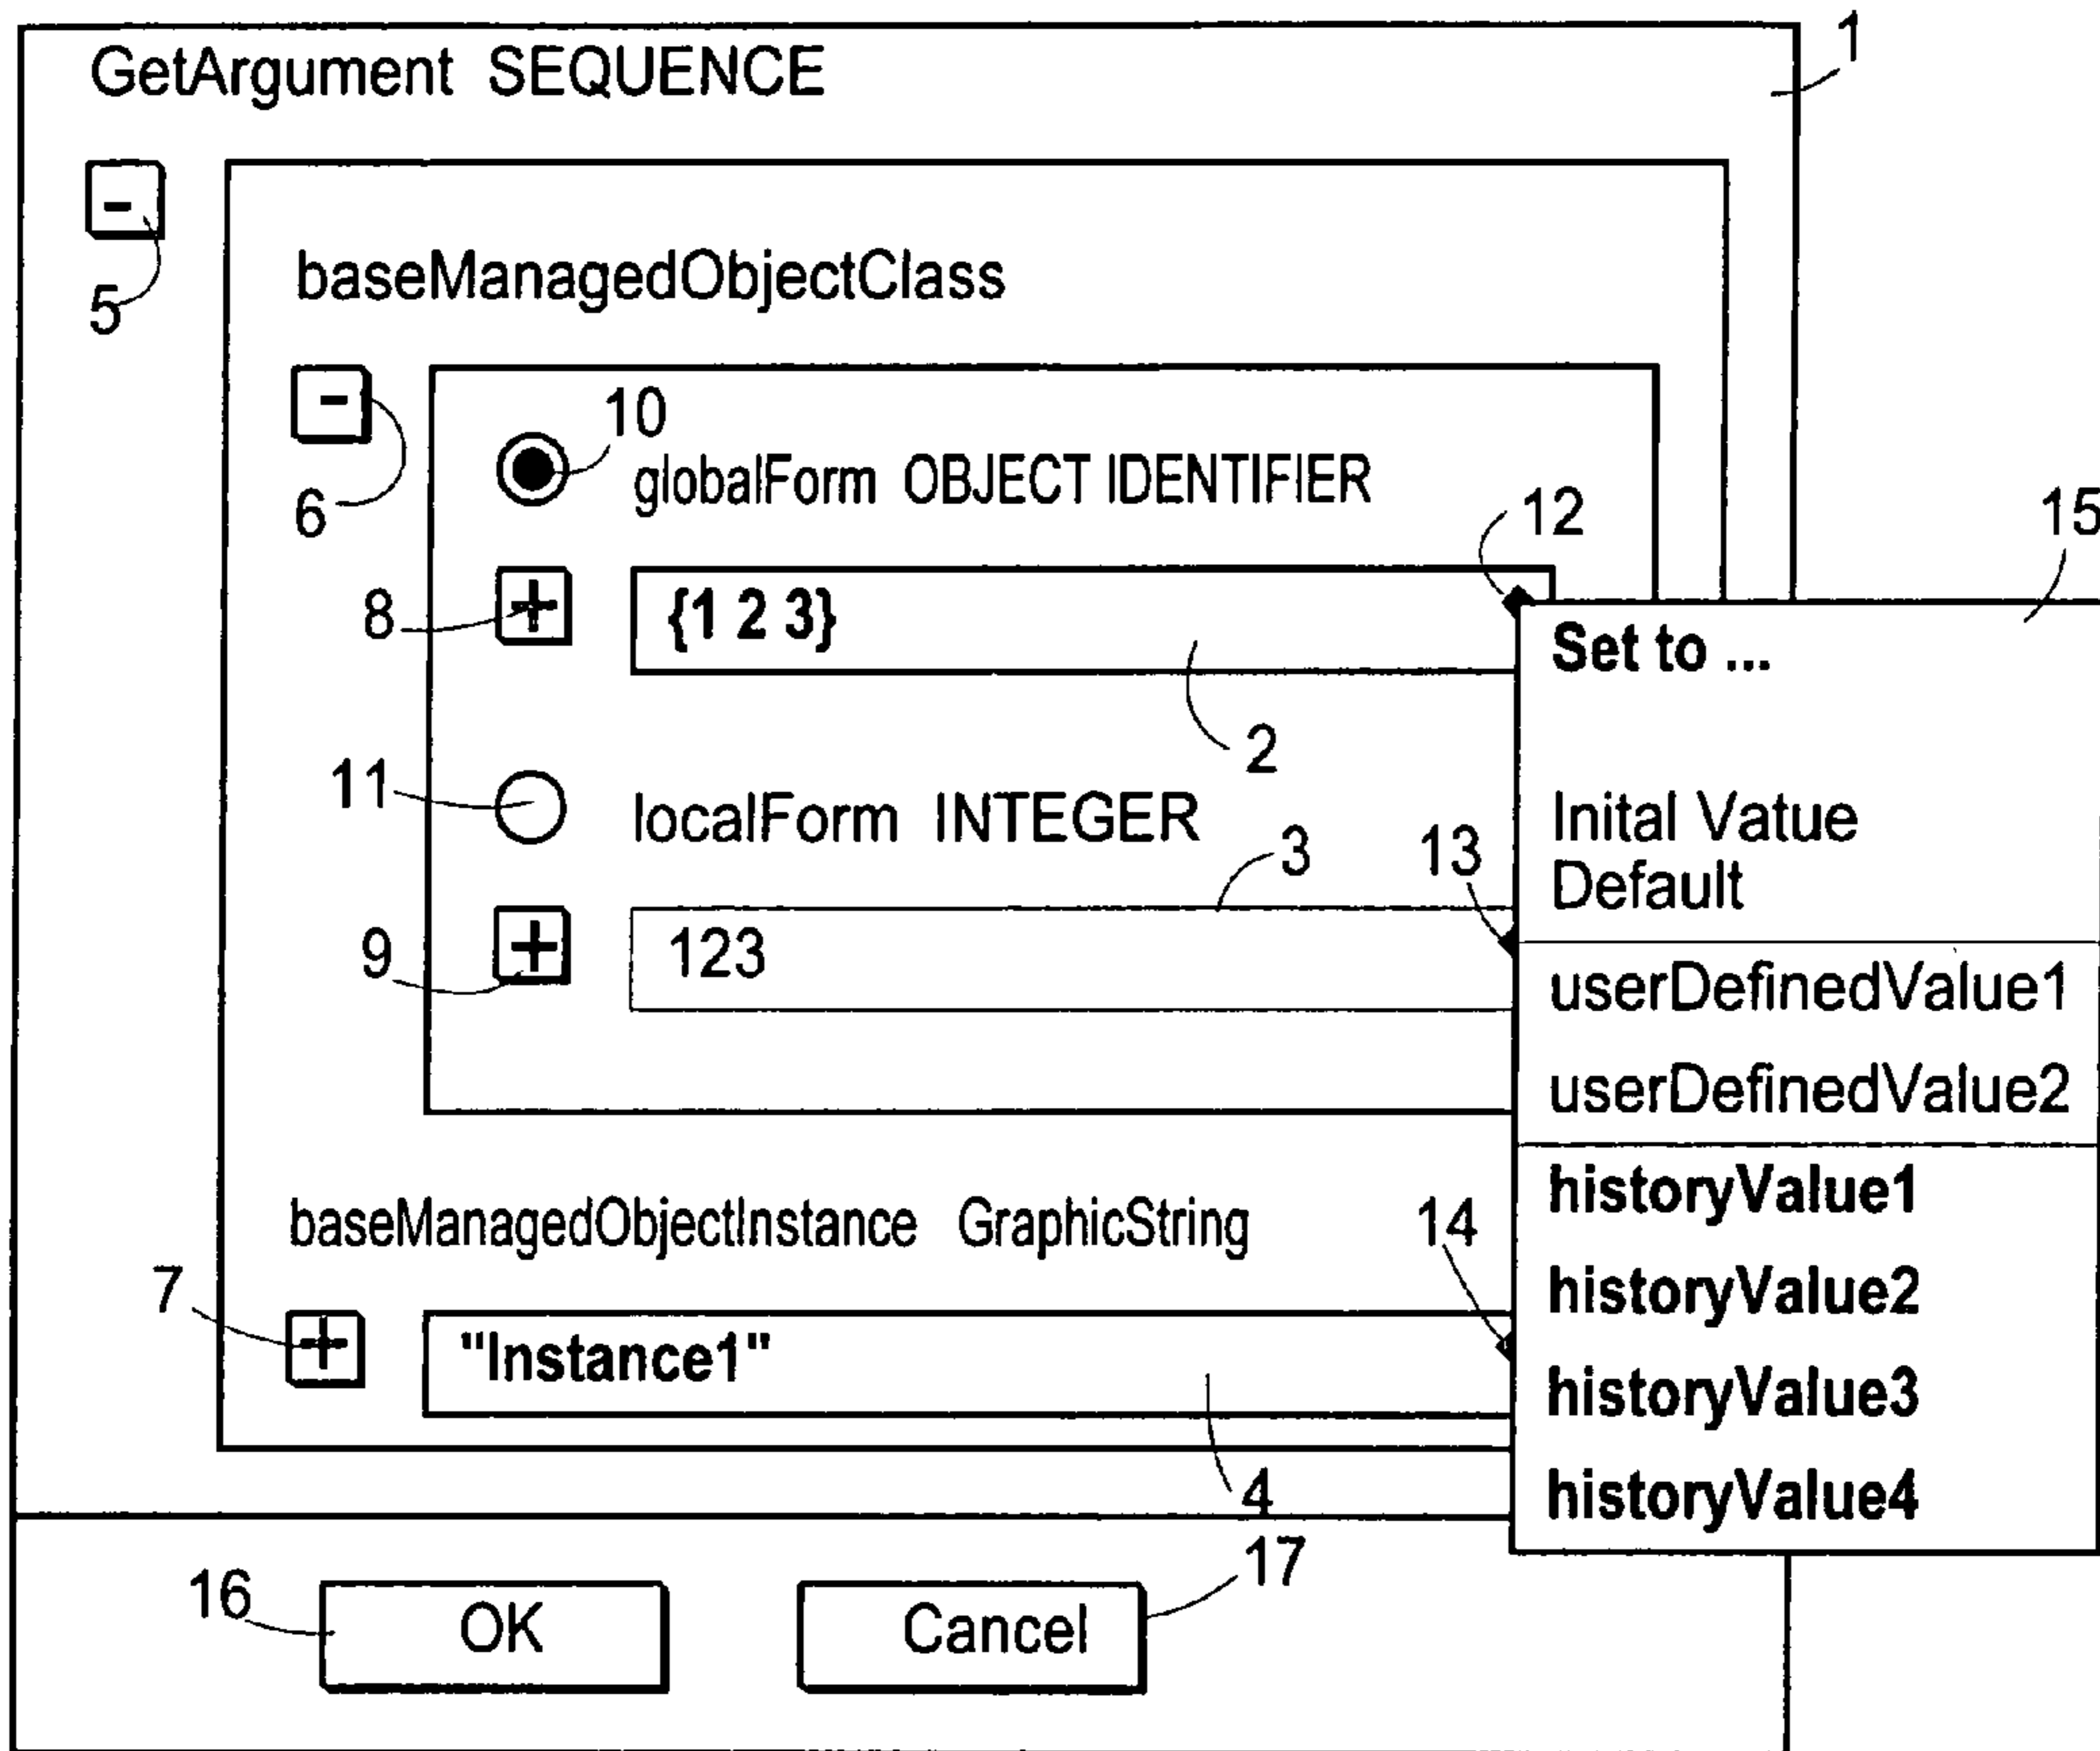 1
GetArgument SEQUENCE
-
5
baseManagedObjectClass
-
6
10
globalForm OBJECT IDENTIFIER
12
15
8
+
{1 2 3}
2
Set to ...
11
localForm INTEGER
3
13
Inital Vatue
Default
9
+
123
userDefinedValue1
userDefinedValue2
baseManagedObjectInstance GraphicString
14
historyValue1
historyValue2
7
+
"Instance1"
historyValue3
4
historyValue4
16
OK
Cancel
17